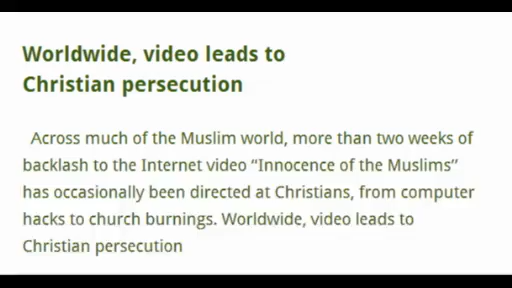 Worldwide, video leads to
Christian persecution
Across much of the Muslim world, more than two weeks of
backlash to the Internet video “Innocence of the Muslims”
has occasionally been directed at Christians, from computer
hacks to church burnings. Worldwide, video leads to
Christian persecution